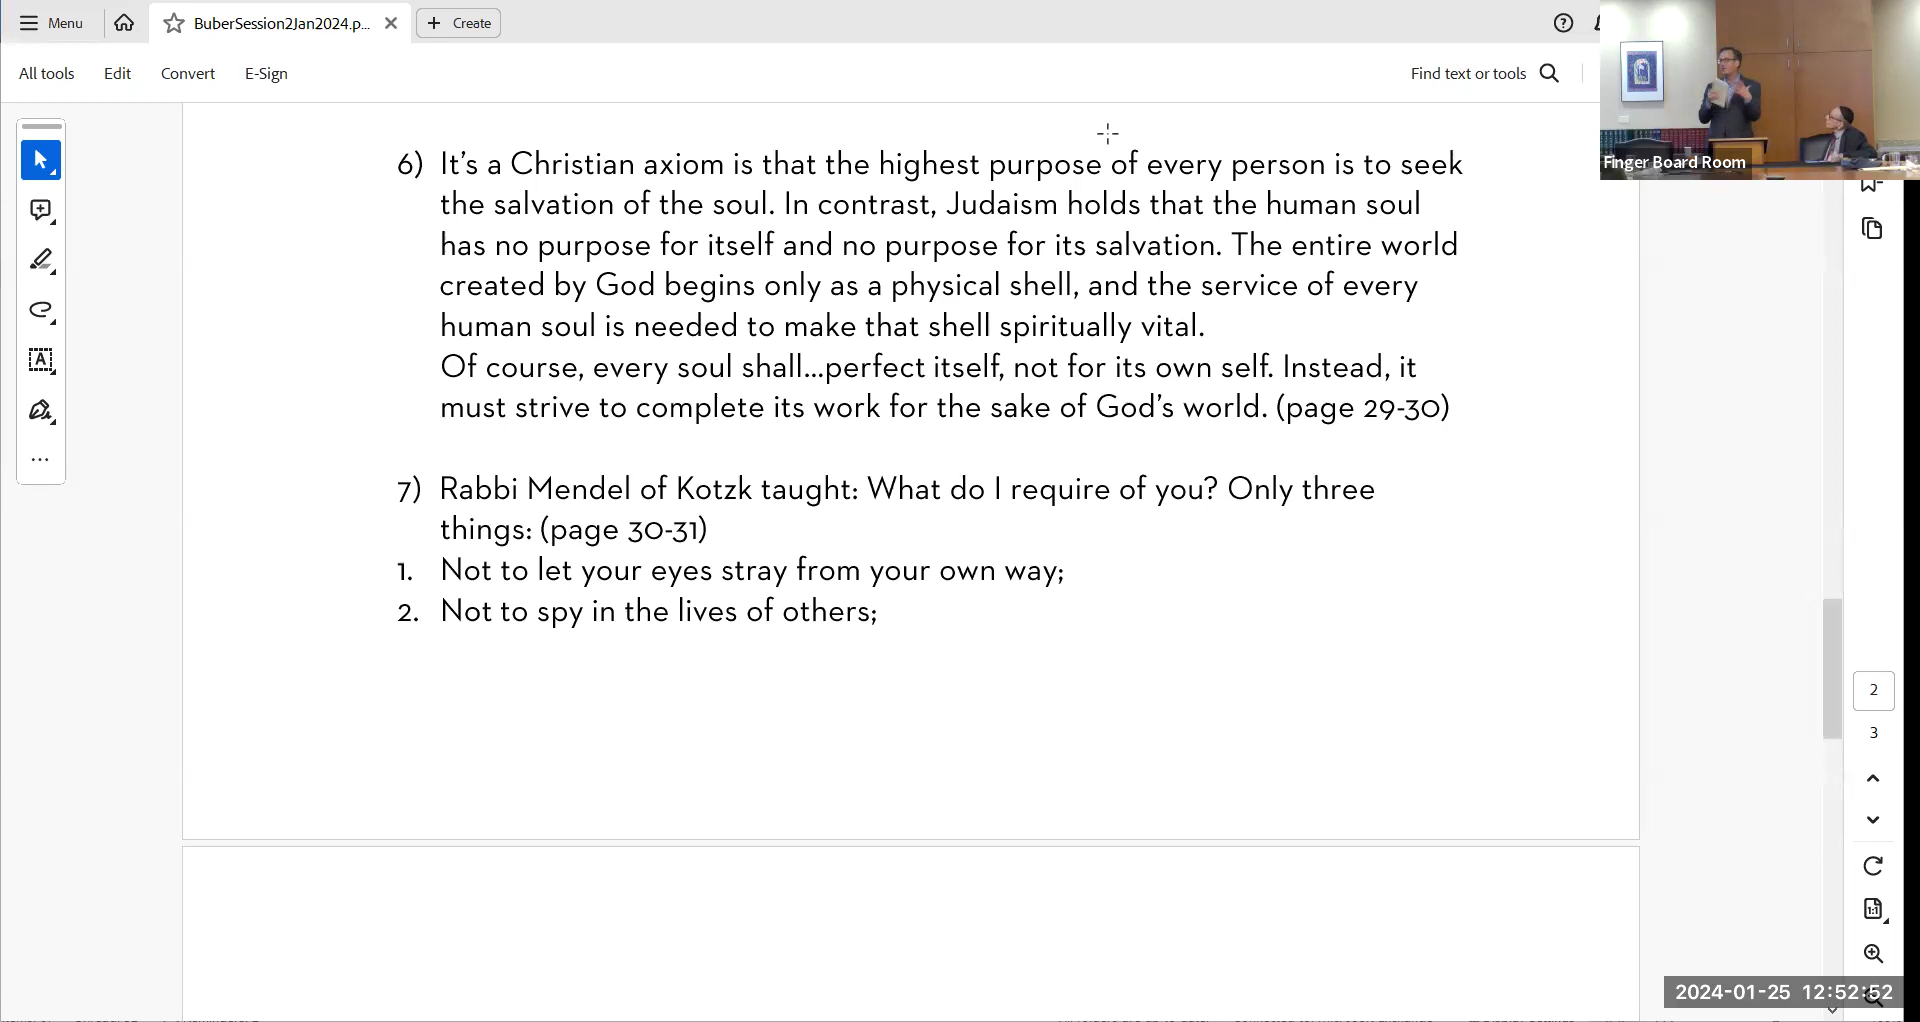 Menu
BuberSession2Jan2024.p...
Create
All tools
Edit
Convert
E-Sign
Find text or tools
Finger Board Room
6) It’s a Christian axiom is that the highest purpose of every person is to seek
the salvation of the soul. In contrast, Judaism holds that the human soul
has no purpose for itself and no purpose for its salvation. The entire world
created by God begins only as a physical shell, and the service of every
human soul is needed to make that shell spiritually vital.
Of course, every soul shall...perfect itself, not for its own self. Instead, it
must strive to complete its work for the sake of God’s world. (page 29-30)
7) Rabbi Mendel of Kotzk taught: What do I require of you? Only three
things: (page 30-31)
1. Not to let your eyes stray from your own way;
2. Not to spy in the lives of others;
2
3
1:1
2024-01-25 12:52:52